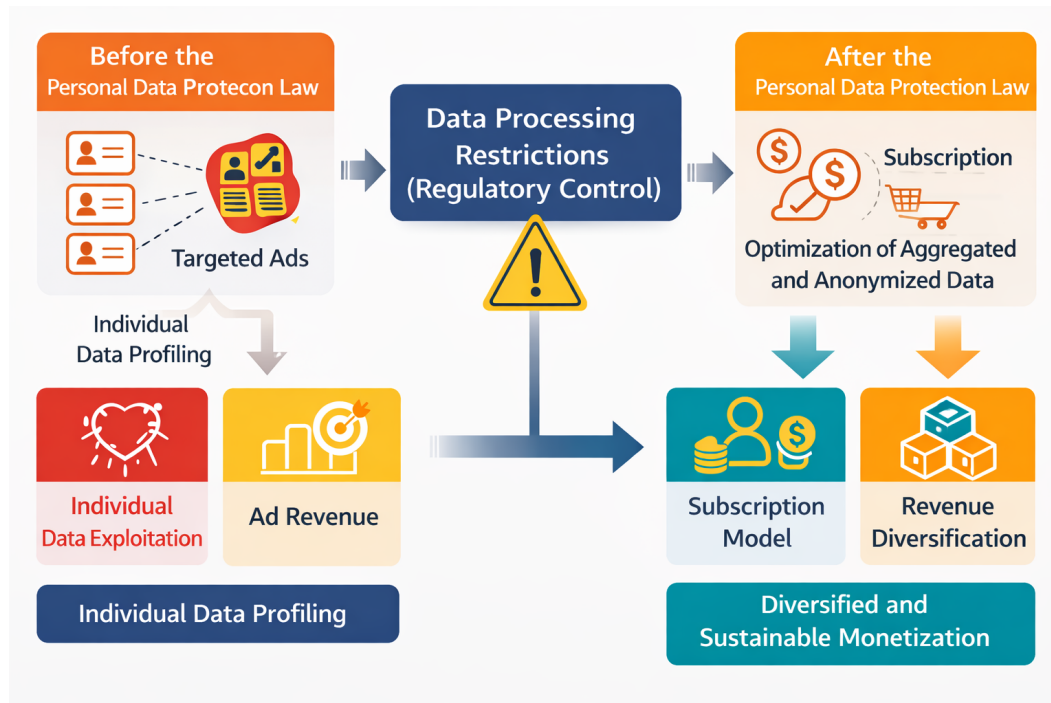 Before the
Personal Data Protecon Law
Targeted Ads
Individual
Data Profiling
Individual
Data Exploitation
Ad Revenue
Individual Data Profiling
Data Processing
Restrictions
(Regulatory Control)
!
After the
Personal Data Protection Law
$
$
Subscription
Optimization of Aggregated
and Anonymized Data
$
Subscription
Model
Revenue
Diversification
Diversified and
Sustainable Monetization